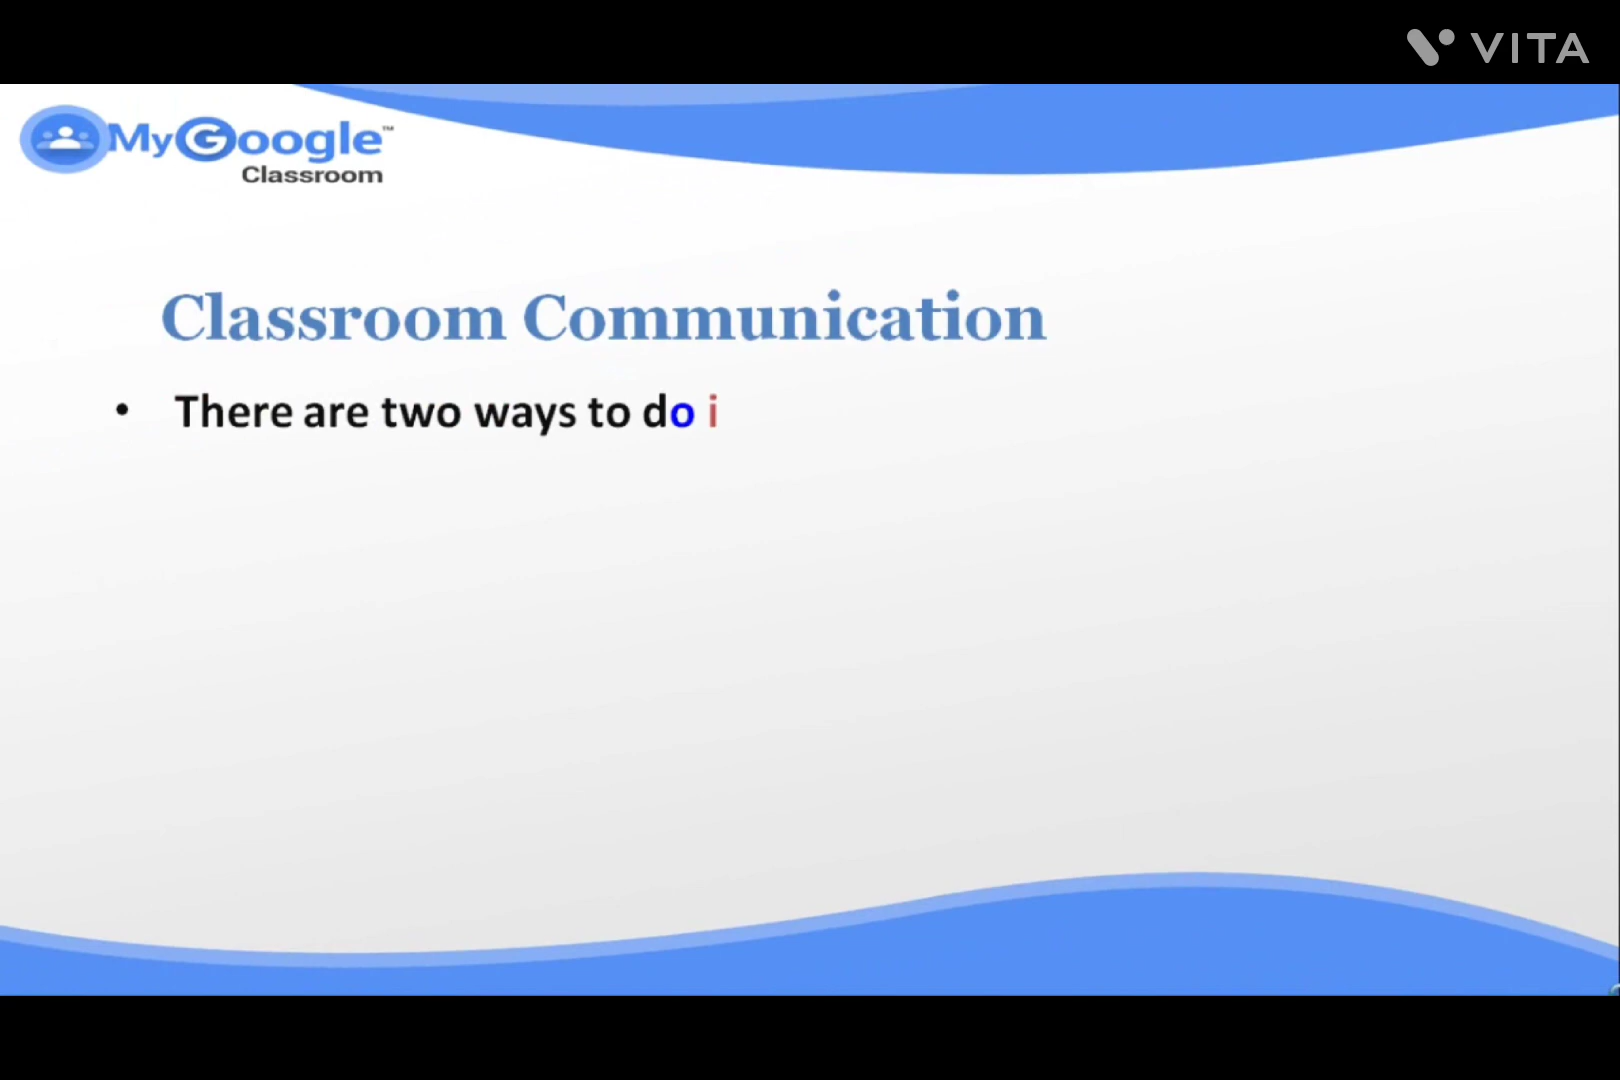 VITA
MyGoogle™
Classroom
Classroom Communication
• There are two ways to do i